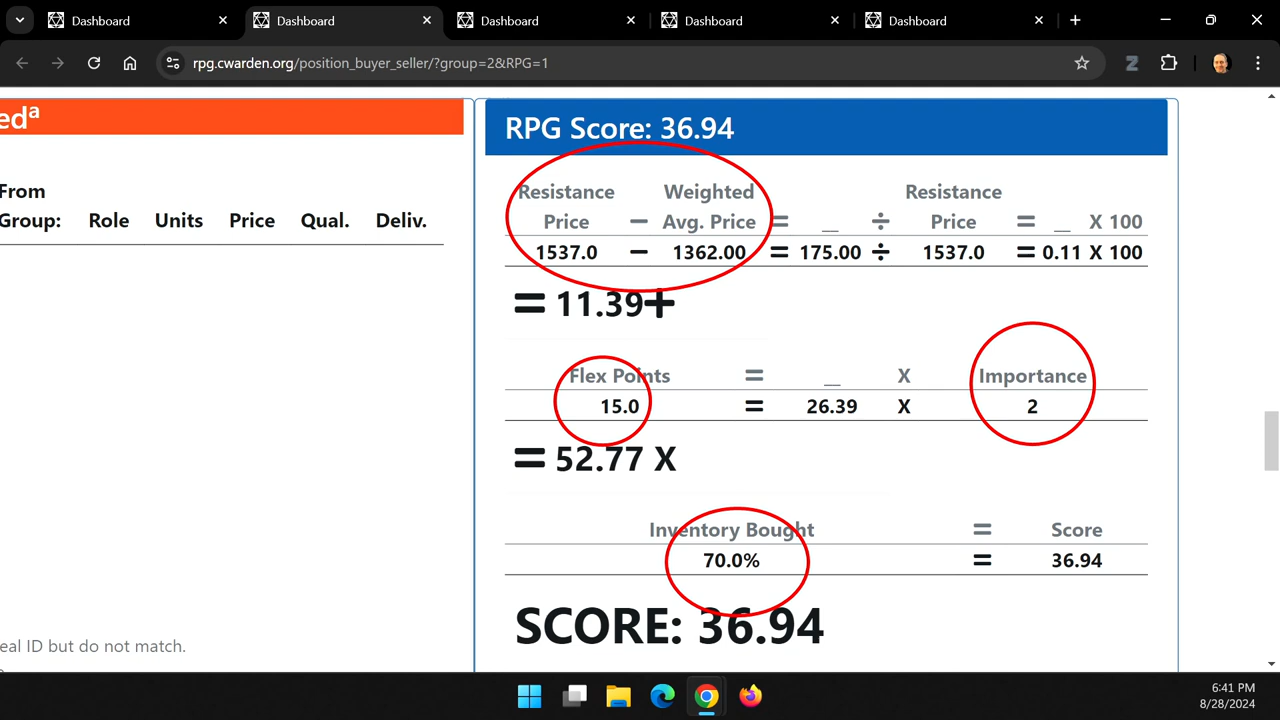 Dashboard Dashboard Dashboard Dashboard Dashboard
rpg.cwarden.org/position_buyer_seller/?group=2&RPG=1
edª
From
Group: Role Units Price Qual. Deliv.
eal ID but do not match.
RPG Score: 36.94
Resistance Weighted Resistance
Price − Avg. Price = __ ÷ Price = __ X 100
1537.0 − 1362.00 = 175.00 ÷ 1537.0 = 0.11 X 100
= 11.39+
Flex Points = __ X Importance
15.0 = 26.39 X 2
= 52.77 X
Inventory Bought = Score
70.0% = 36.94
SCORE: 36.94
6:41 PM
8/28/2024